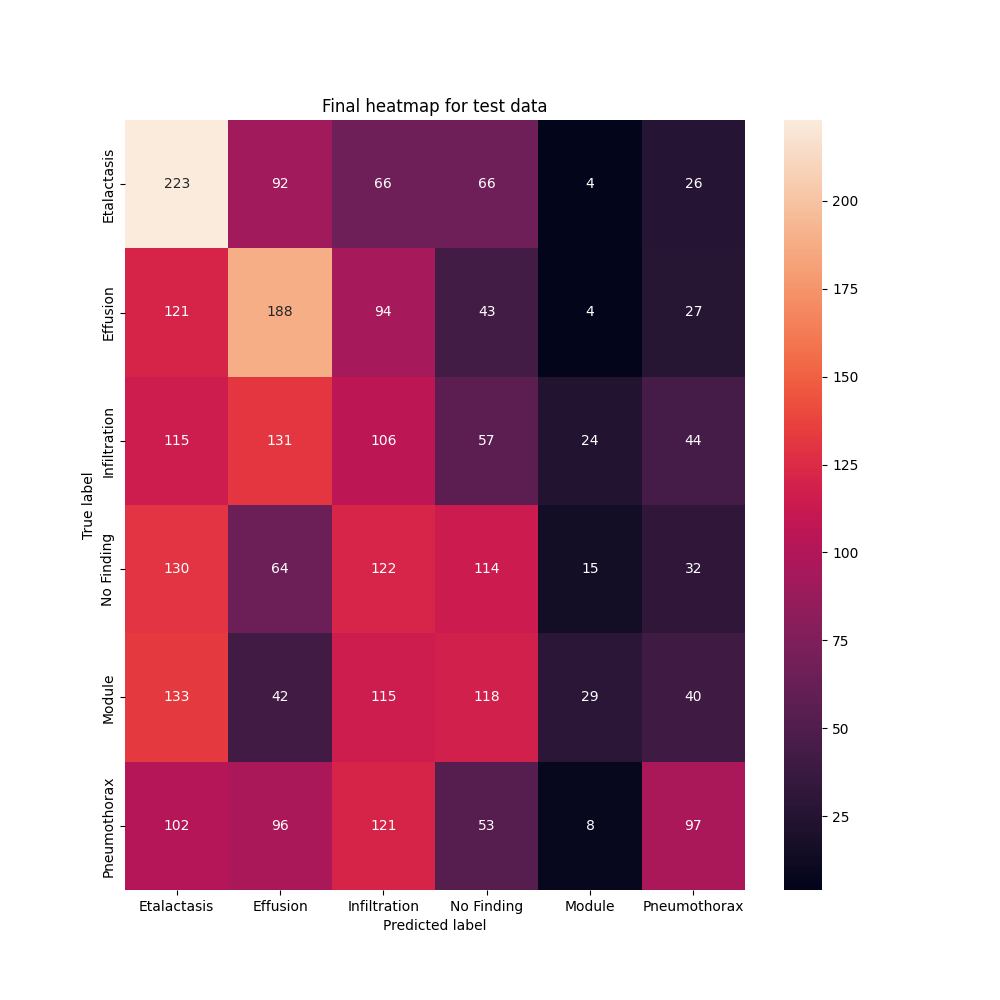 Final heatmap for test data
True label
Etalactasis
223 92 66 66 4 26
Effusion
121 188 94 43 4 27
Infiltration
115 131 106 57 24 44
No Finding
130 64 122 114 15 32
Module
133 42 115 118 29 40
Pneumothorax
102 96 121 53 8 97
Etalactasis Effusion Infiltration No Finding Module Pneumothorax
Predicted label
200
175
150
125
100
75
50
25